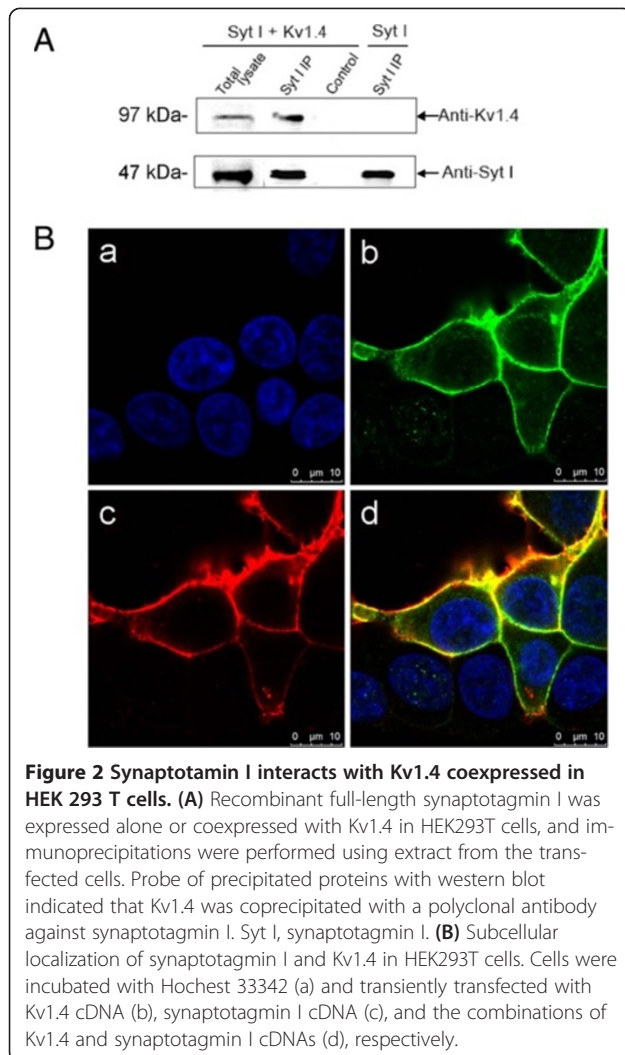 A
Syt I + Kv1.4 Syt I
Total lysate Syt I IP Control Syt I IP
97 kDa- Anti-Kv1.4
47 kDa- Anti-Syt I
B
a b
0 µm 10 0 µm 10
c d
0 µm 10 0 µm 10
Figure 2 Synaptotamin I interacts with Kv1.4 coexpressed in
HEK 293 T cells. (A) Recombinant full-length synaptotagmin I was
expressed alone or coexpressed with Kv1.4 in HEK293T cells, and im-
munoprecipitations were performed using extract from the trans-
fected cells. Probe of precipitated proteins with western blot
indicated that Kv1.4 was coprecipitated with a polyclonal antibody
against synaptotagmin I. Syt I, synaptotagmin I. (B) Subcellular
localization of synaptotagmin I and Kv1.4 in HEK293T cells. Cells were
incubated with Hochest 33342 (a) and transiently transfected with
Kv1.4 cDNA (b), synaptotagmin I cDNA (c), and the combinations of
Kv1.4 and synaptotagmin I cDNAs (d), respectively.